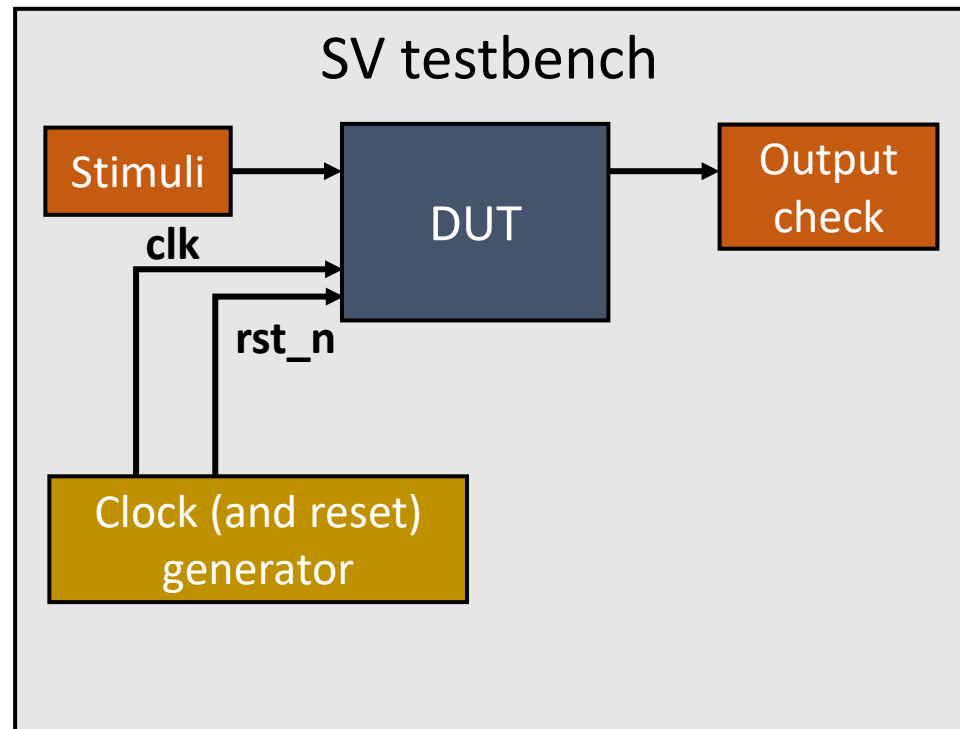 SV testbench
Stimuli
DUT
Output
check
clk
rst_n
Clock (and reset)
generator